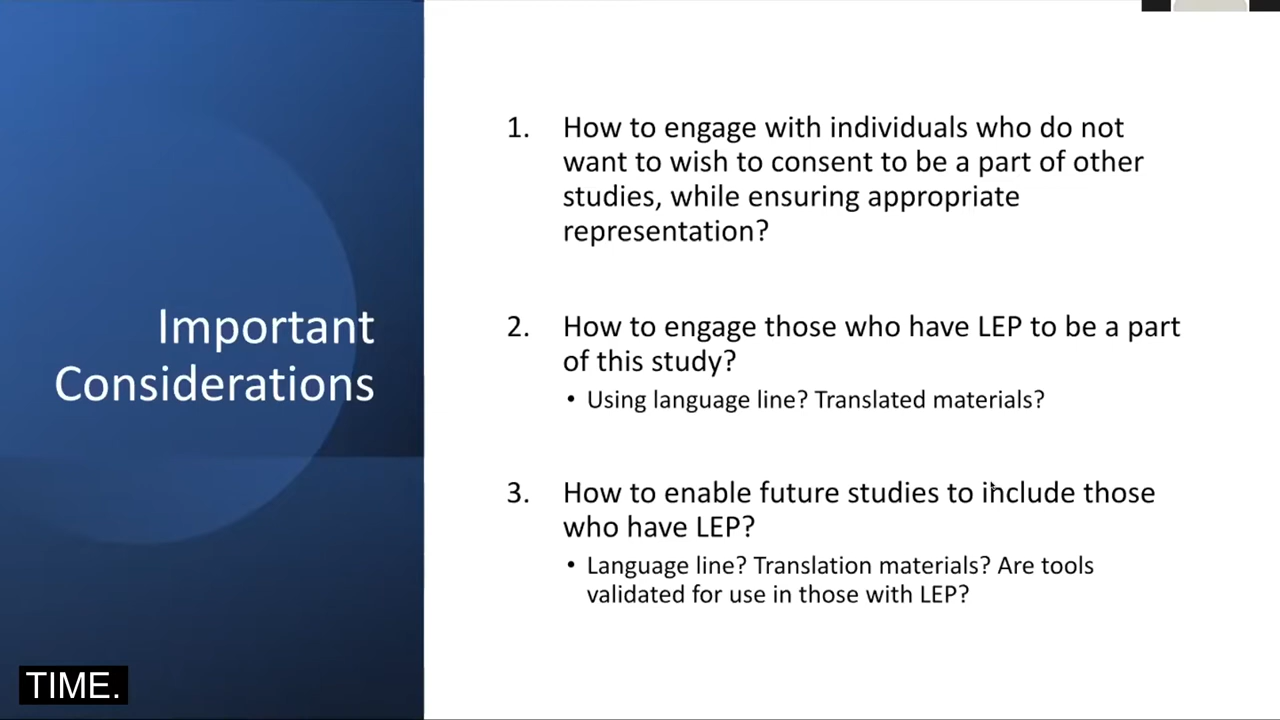 Important
Considerations
1. How to engage with individuals who do not
want to wish to consent to be a part of other
studies, while ensuring appropriate
representation?
2. How to engage those who have LEP to be a part
of this study?
• Using language line? Translated materials?
3. How to enable future studies to include those
who have LEP?
• Language line? Translation materials? Are tools
validated for use in those with LEP?
TIME.